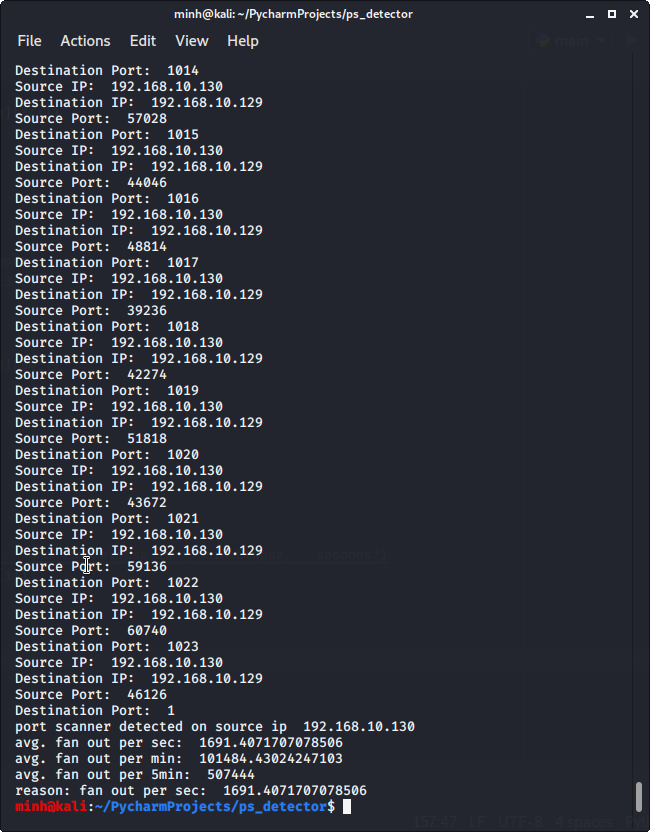 minh@kali: ~/PycharmProjects/ps_detector
File Actions Edit View Help
Destination Port:  1014
Source IP:  192.168.10.130
Destination IP:  192.168.10.129
Source Port:  57028
Destination Port:  1015
Source IP:  192.168.10.130
Destination IP:  192.168.10.129
Source Port:  44046
Destination Port:  1016
Source IP:  192.168.10.130
Destination IP:  192.168.10.129
Source Port:  48814
Destination Port:  1017
Source IP:  192.168.10.130
Destination IP:  192.168.10.129
Source Port:  39236
Destination Port:  1018
Source IP:  192.168.10.130
Destination IP:  192.168.10.129
Source Port:  42274
Destination Port:  1019
Source IP:  192.168.10.130
Destination IP:  192.168.10.129
Source Port:  51818
Destination Port:  1020
Source IP:  192.168.10.130
Destination IP:  192.168.10.129
Source Port:  43672
Destination Port:  1021
Source IP:  192.168.10.130
Destination IP:  192.168.10.129
Source Port:  59136
Destination Port:  1022
Source IP:  192.168.10.130
Destination IP:  192.168.10.129
Source Port:  60740
Destination Port:  1023
Source IP:  192.168.10.130
Destination IP:  192.168.10.129
Source Port:  46126
Destination Port:  1
port scanner detected on source ip  192.168.10.130
avg. fan out per sec:  1691.4071707078506
avg. fan out per min:  101484.43024247103
avg. fan out per 5min:  507444
reason: fan out per sec:  1691.4071707078506
minh@kali:~/PycharmProjects/ps_detector$